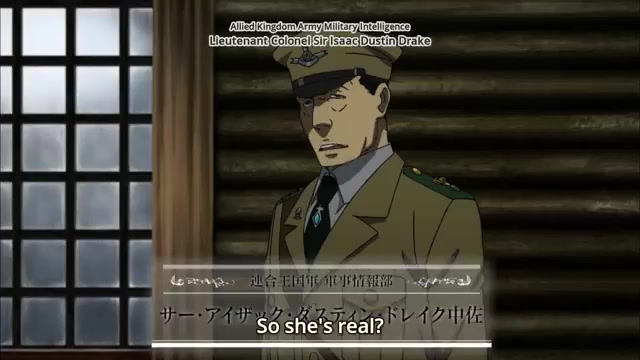 Allied Kingdom Army Military Intelligence
Lieutenant Colonel Sir Isaac Dustin Drake
連合王国軍 軍事情報部
サー・アイザック・ダスティン・ドレイク中佐
So she's real?